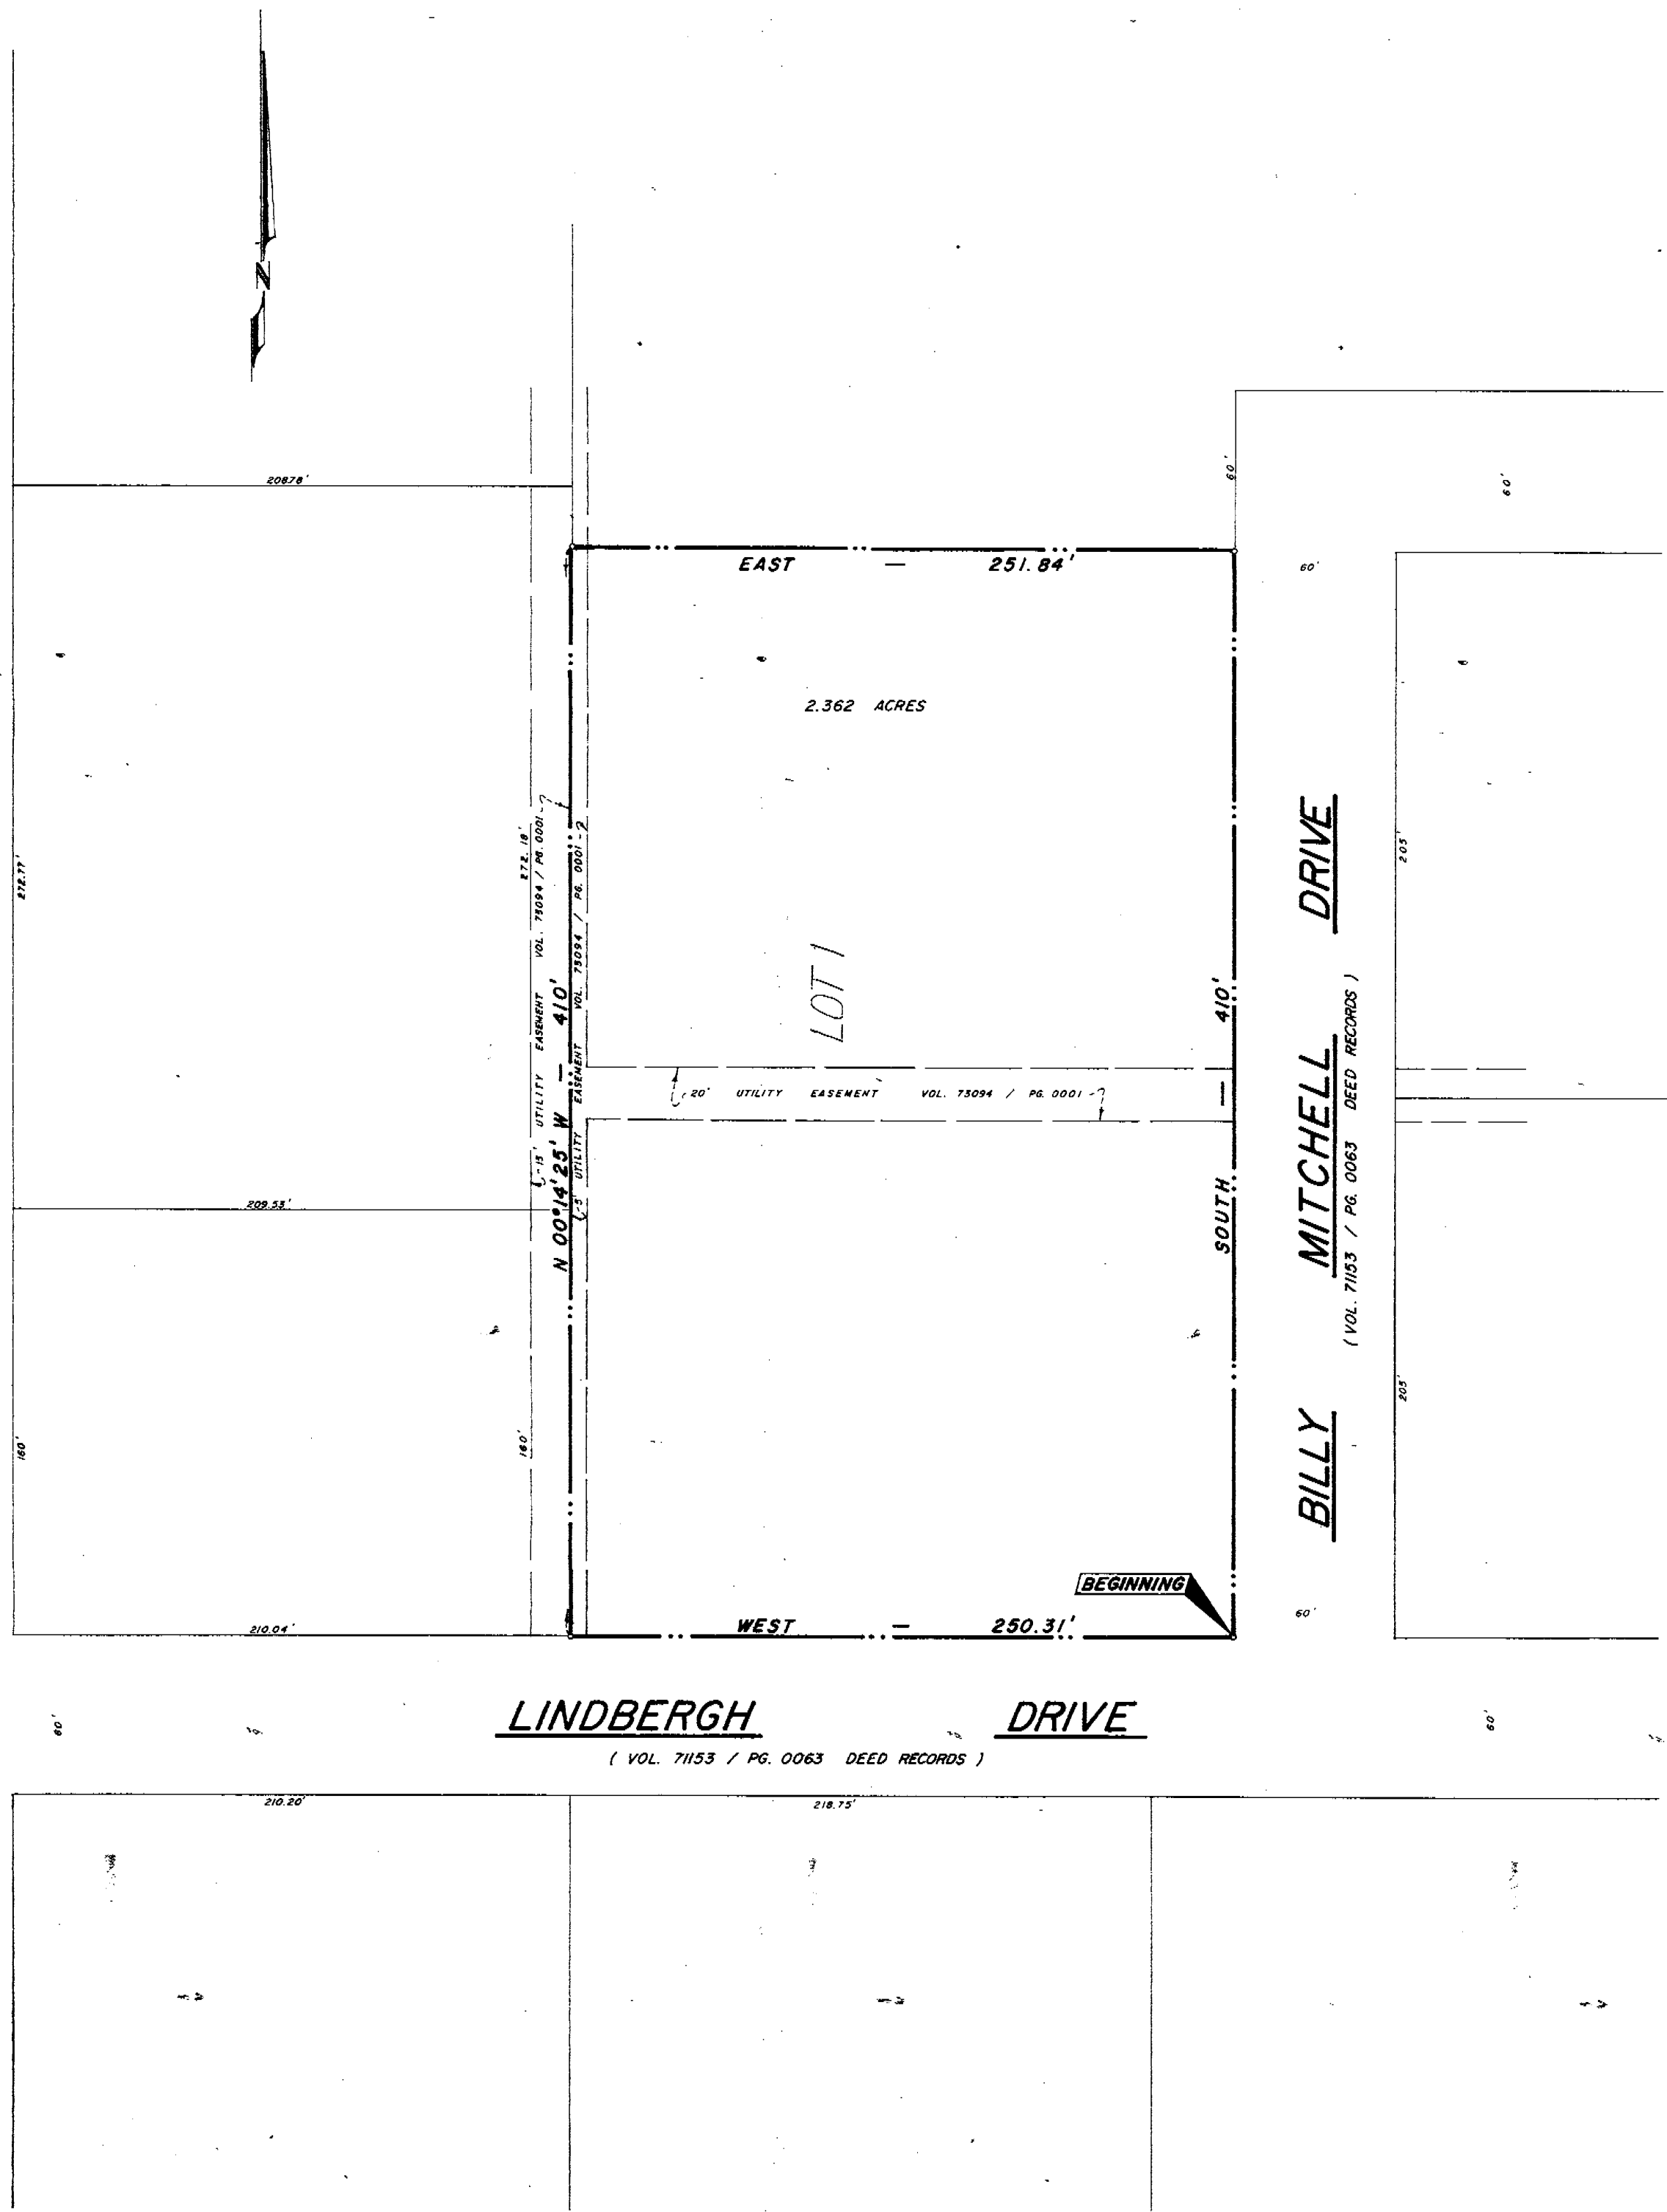 N
208.78'
60'
60'
EAST — 251.84'
60'
2.362 ACRES
272.77'
272.18'
15' UTILITY EASEMENT VOL. 73094 / PG. 0001
N 00°14'25" W — 410'
5' UTILITY EASEMENT VOL. 73094 / PG. 0001
LOT 1
20' UTILITY EASEMENT VOL. 73094 / PG. 0001
SOUTH — 410'
BILLY MITCHELL DRIVE
( VOL. 71153 / PG. 0063 DEED RECORDS )
205'
205'
209.53'
160'
160'
BEGINNING
60'
210.04'
WEST — 250.31'
60'
LINDBERGH DRIVE
60'
( VOL. 71153 / PG. 0063 DEED RECORDS )
210.20'
218.75'